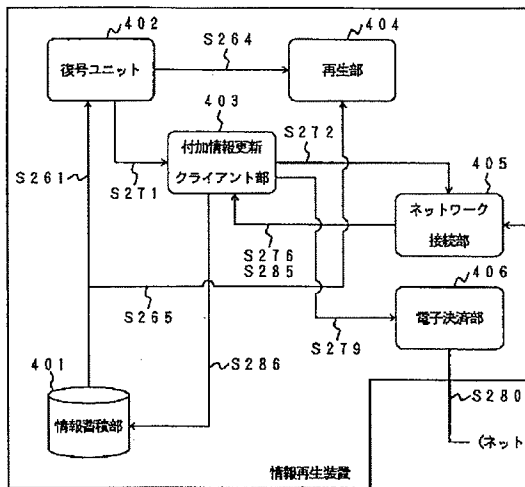 402
S264
404
復号ユニット
再生部
403
S272
付加情報更新
クライアント部
405
S261
S271
ネットワーク
接続部
S276
S285
406
S265
電子決済部
S279
401
S286
S280
情報蓄積部
(ネット
情報再生装置